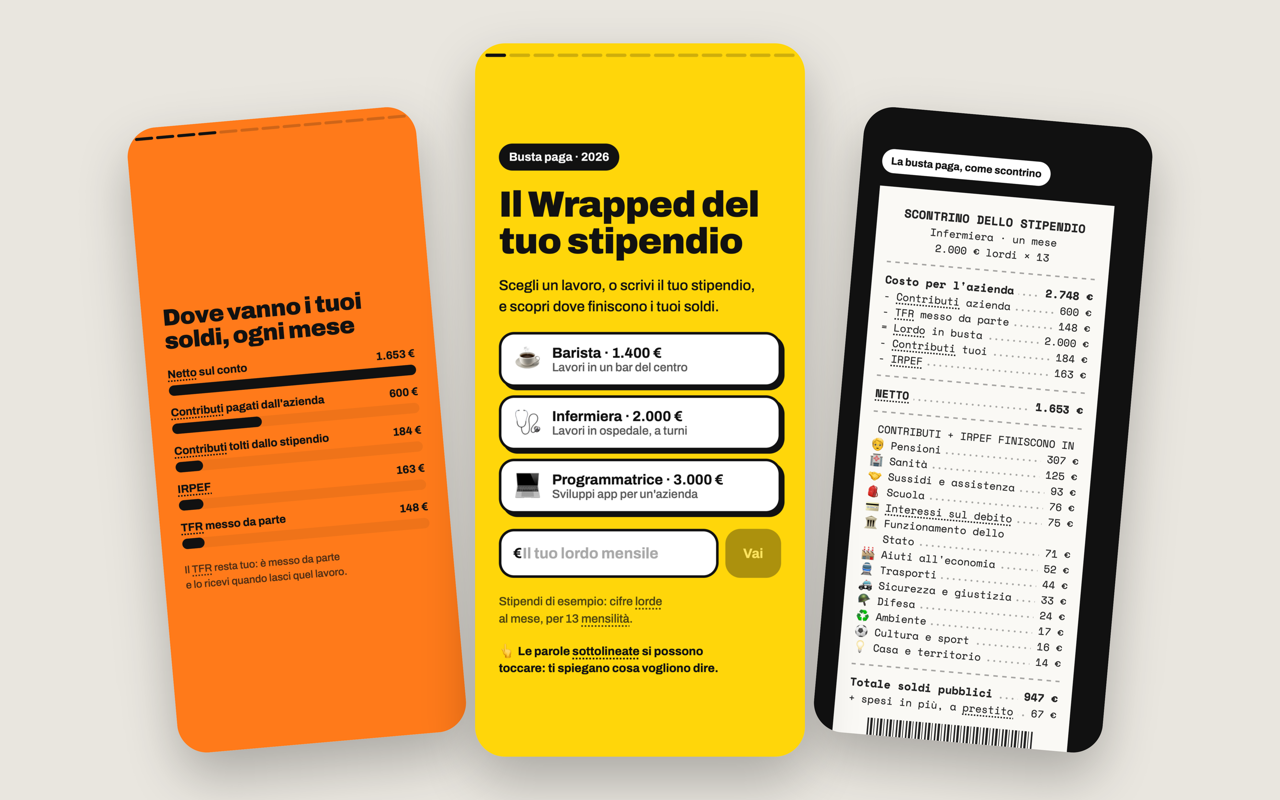 Dove vanno i tuoi
soldi, ogni mese
Netto sul conto 1.653 €
Contributi pagati dall'azienda 600 €
Contributi tolti dallo stipendio 184 €
IRPEF 163 €
TFR messo da parte 148 €
Il TFR resta tuo: è messo da parte
e lo ricevi quando lasci quel lavoro.
Busta paga · 2026
Il Wrapped del
tuo stipendio
Scegli un lavoro, o scrivi il tuo stipendio,
e scopri dove finiscono i tuoi soldi.
Barista · 1.400 €
Lavori in un bar del centro
Infermiera · 2.000 €
Lavori in ospedale, a turni
Programmatrice · 3.000 €
Sviluppi app per un'azienda
€ Il tuo lordo mensile Vai
Stipendi di esempio: cifre lorde
al mese, per 13 mensilità.
👆 Le parole sottolineate si possono
toccare: ti spiegano cosa vogliono dire.
La busta paga, come scontrino
SCONTRINO DELLO STIPENDIO
Infermiera · un mese
2.000 € lordi × 13
Costo per l'azienda ... 2.748 €
- Contributi azienda ....... 600 €
- TFR messo da parte ....... 148 €
= Lordo in busta ......... 2.000 €
- Contributi tuoi .......... 184 €
- IRPEF .................... 163 €
NETTO 1.653 €
CONTRIBUTI + IRPEF FINISCONO IN
👵 Pensioni ................ 307 €
🏥 Sanità .................. 125 €
🤝 Sussidi e assistenza .... 93 €
🎒 Scuola .................. 76 €
💳 Interessi sul debito .... 75 €
🏛️ Funzionamento dello
Stato ................... 71 €
🏭 Aiuti all'economia ...... 52 €
🚆 Trasporti ............... 44 €
🚓 Sicurezza e giustizia ... 33 €
🪖 Difesa .................. 24 €
♻️ Ambiente ................ 17 €
⚽ Cultura e sport ......... 16 €
💡 Casa e territorio ....... 14 €
Totale soldi pubblici ... 947 €
+ spesi in più, a prestito . 67 €